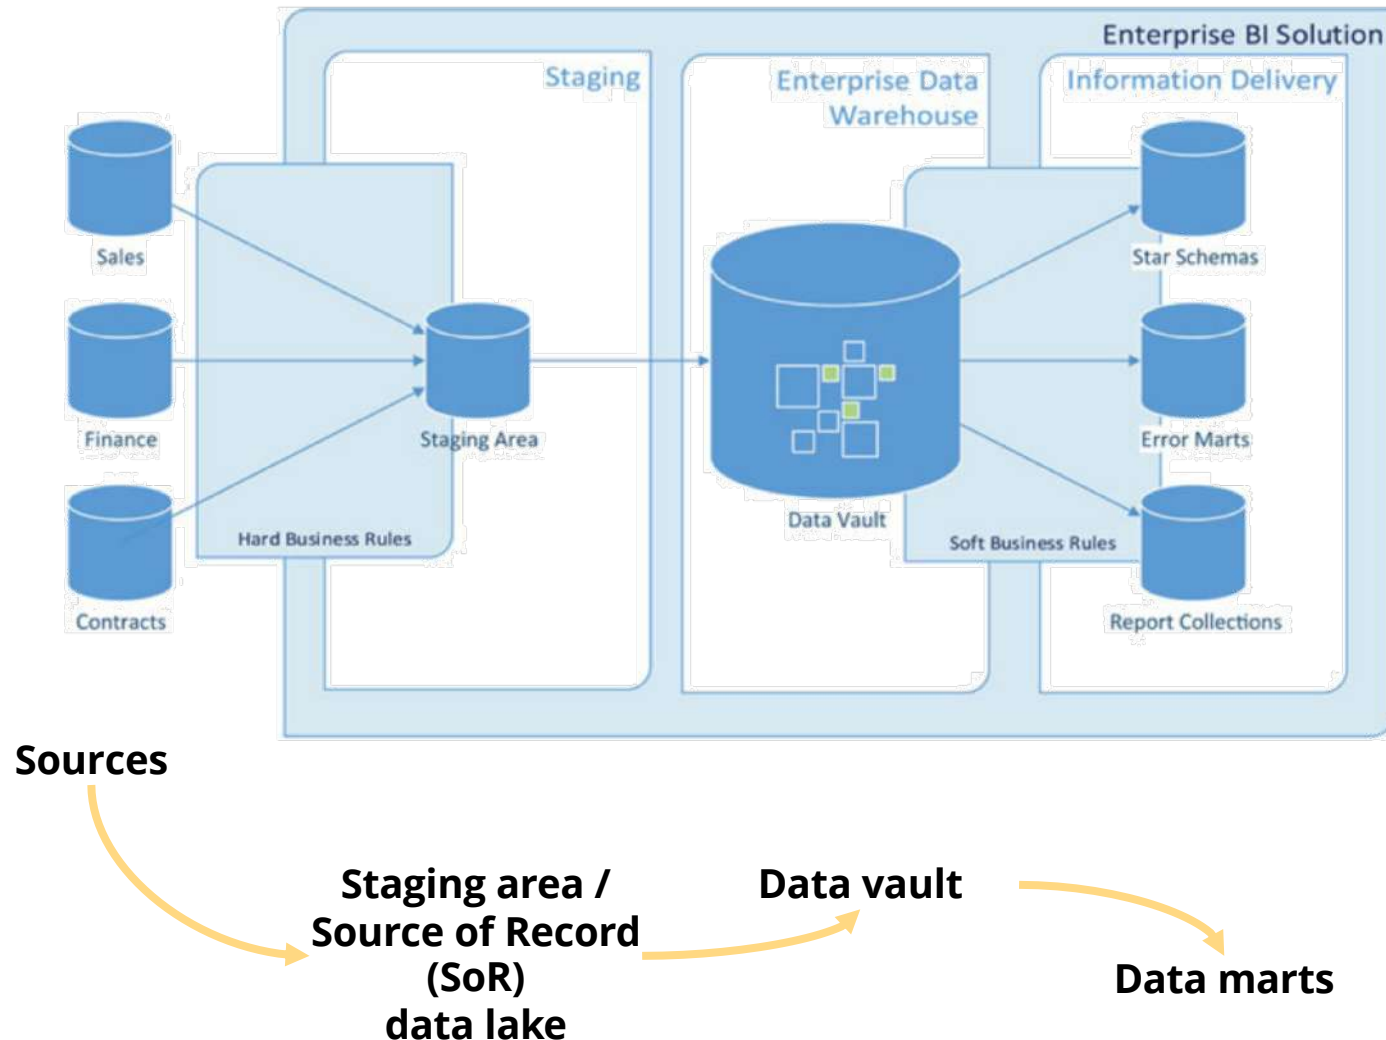 Enterprise BI Solution
Staging
Enterprise Data
Warehouse
Information Delivery
Sales
Finance
Contracts
Hard Business Rules
Staging Area
Data Vault
Soft Business Rules
Star Schemas
Error Marts
Report Collections
Sources
Staging area /
Source of Record
(SoR)
data lake
Data vault
Data marts